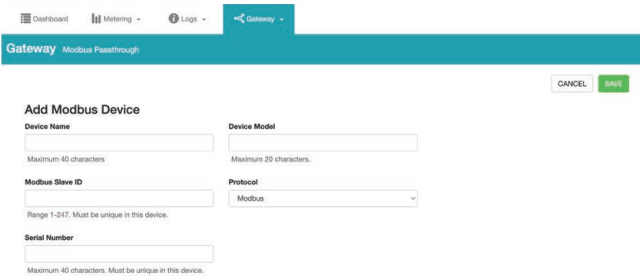 Dashboard Metering Logs Gateway
Gateway Modbus Passthrough
CANCEL SAVE
Add Modbus Device
Device Name Device Model
Maximum 40 characters Maximum 20 characters.
Modbus Slave ID Protocol
Modbus
Range 1-247. Must be unique in this device.
Serial Number
Maximum 40 characters. Must be unique in this device.